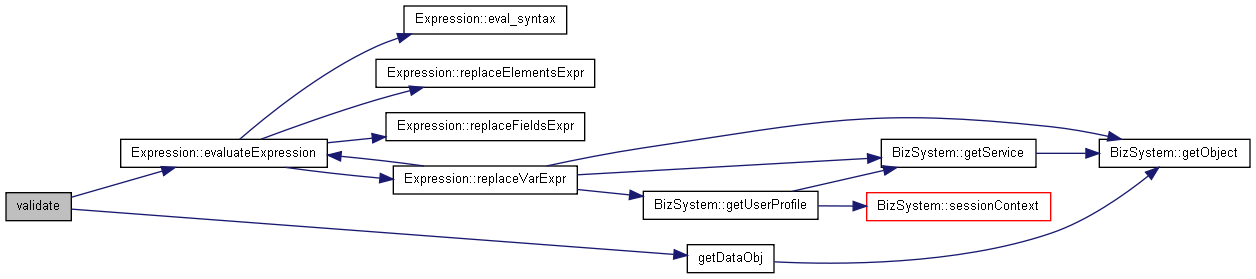 Expression::eval_syntax
Expression::replaceElementsExpr
Expression::replaceFieldsExpr
Expression::evaluateExpression
BizSystem::getService
BizSystem::getObject
Expression::replaceVarExpr
validate
BizSystem::getUserProfile
BizSystem::sessionContext
getDataObj